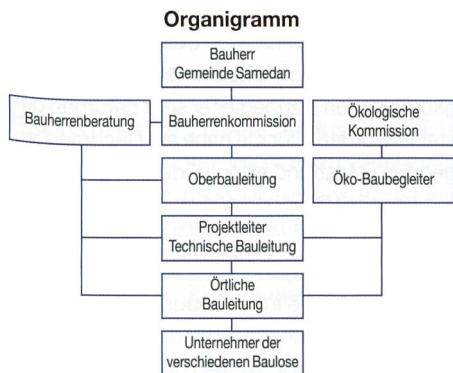 Organigramm
Bauherr
Gemeinde Samedan
Bauherrenberatung
Bauherrenkommission
Ökologische
Kommission
Oberbauleitung
Öko-Baubegleiter
Projektleiter
Technische Bauleitung
Örtliche
Bauleitung
Unternehmer der
verschiedenen Baulose